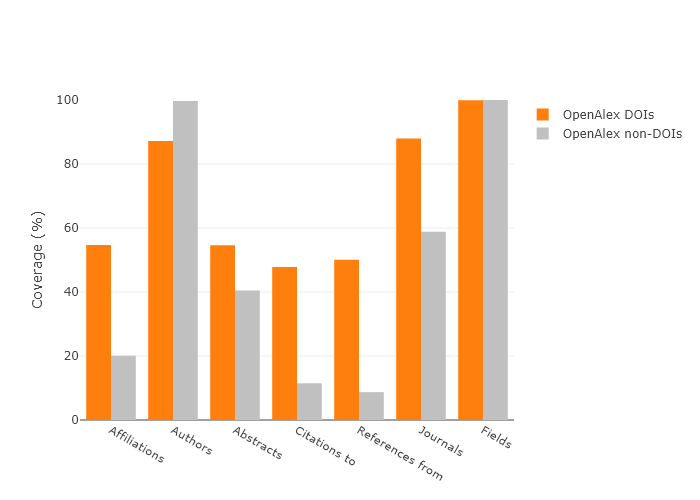 100
80
60
40
20
0
Coverage (%)
Affiliations
Authors
Abstracts
Citations to
References from
Journals
Fields
OpenAlex DOIs
OpenAlex non-DOIs